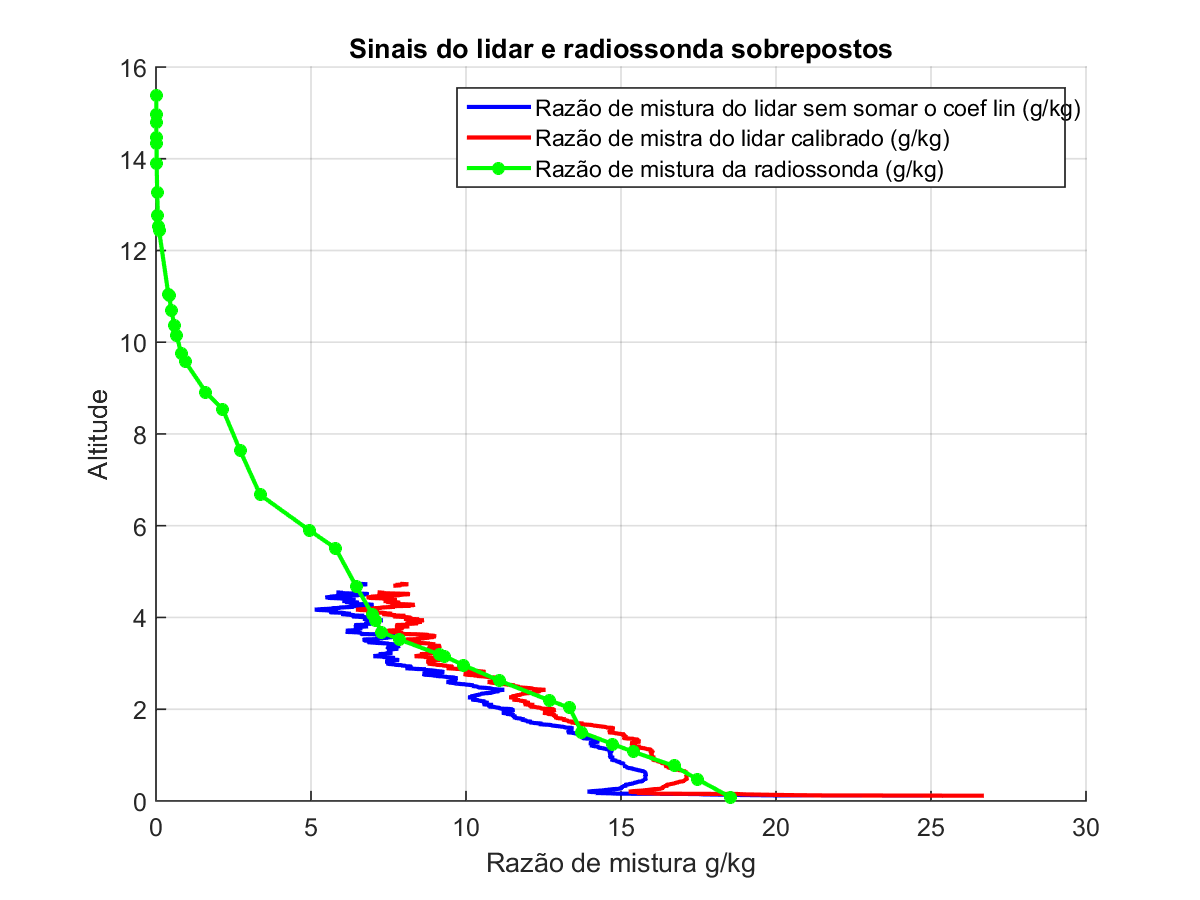 Sinais do lidar e radiossonda sobrepostos
Razão de mistura do lidar sem somar o coef lin (g/kg)
Razão de mistra do lidar calibrado (g/kg)
Razão de mistura da radiossonda (g/kg)
16
14
12
10
8
6
4
2
0
Altitude
0 5 10 15 20 25 30
Razão de mistura g/kg